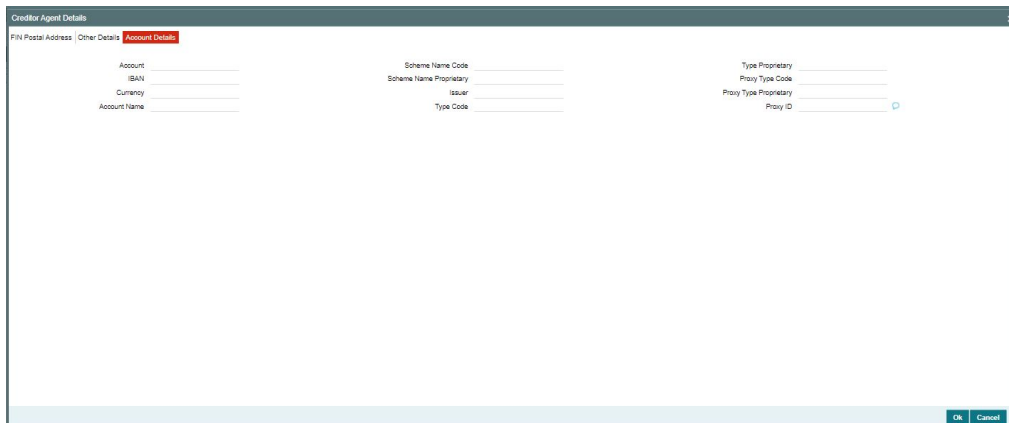 Creditor Agent Details
FIN Postal Address Other Details Account Details
Account Scheme Name Code Type Proprietary
IBAN Scheme Name Proprietary Proxy Type Code
Currency Issuer Proxy Type Proprietary
Account Name Type Code Proxy ID
Ok Cancel